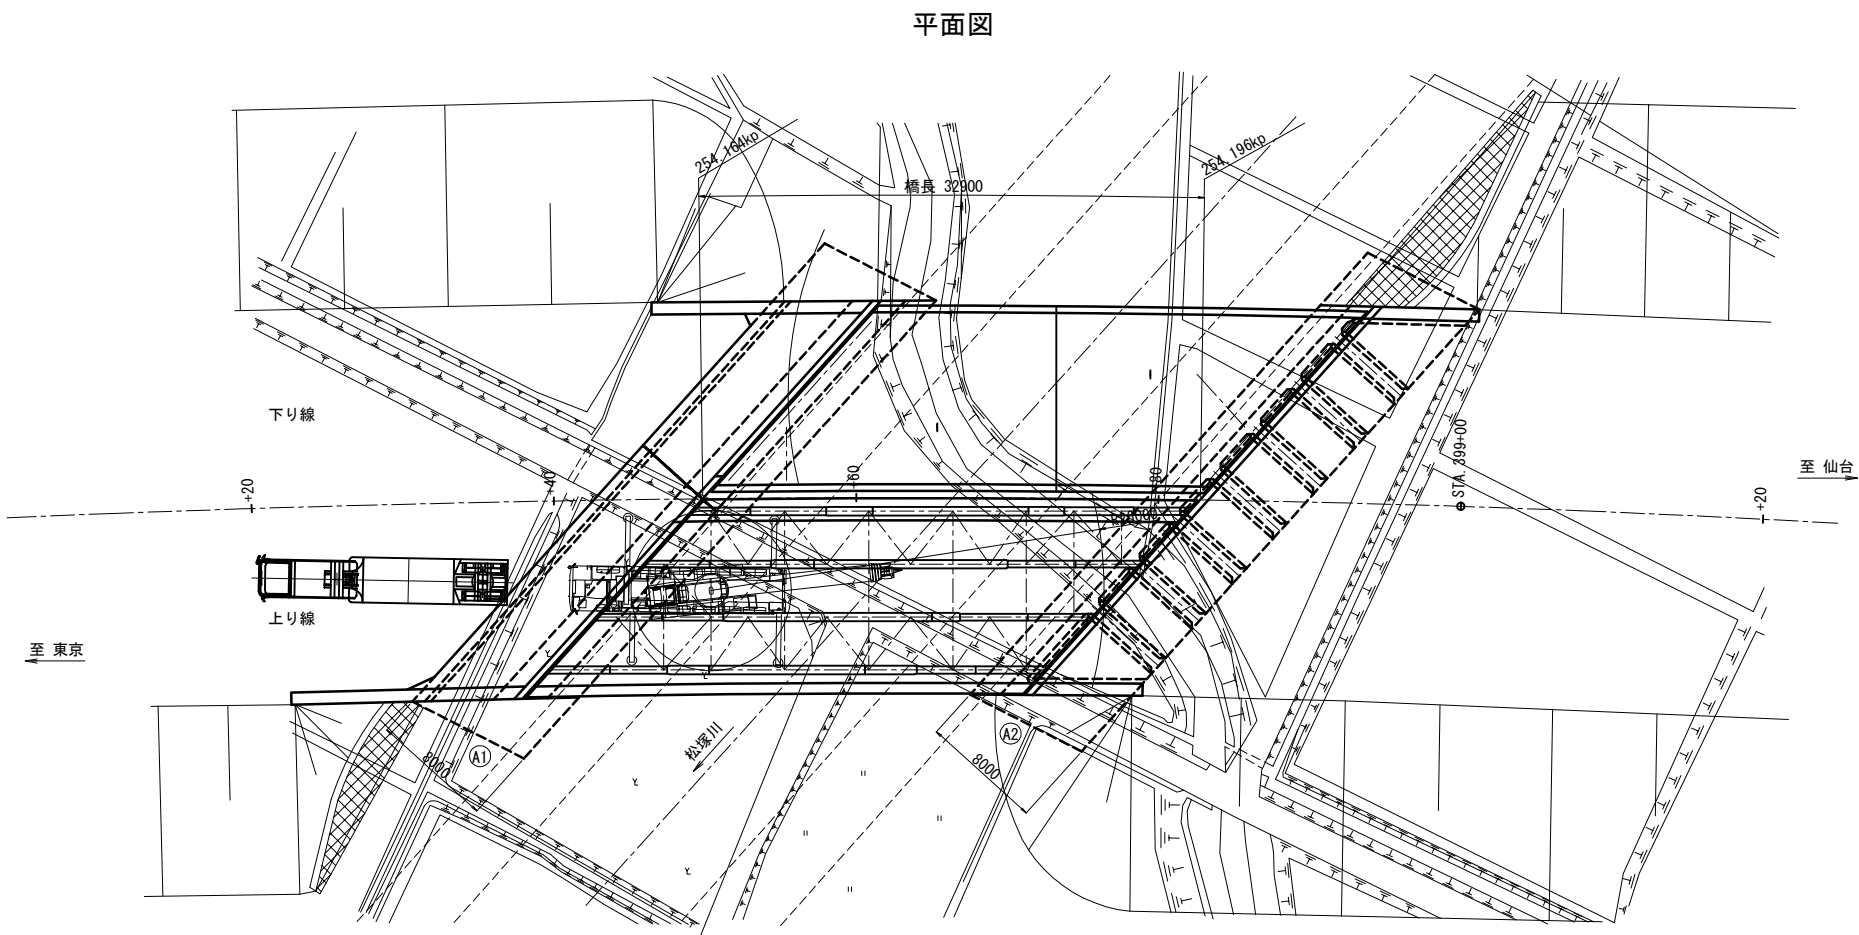 平面図
254.164kp
254.196kp
橋長 32900
下り線
+20
+40
+60
+80
STA.399+00
+20
至 仙台
上り線
至 東京
A1
A2
松塚川
8000
8000